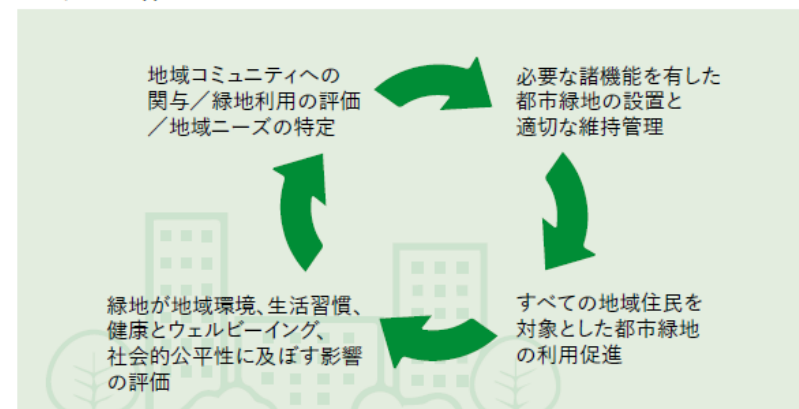 地域コミュニティへの
関与／緑地利用の評価
／地域ニーズの特定
必要な諸機能を有した
都市緑地の設置と
適切な維持管理
すべての地域住民を
対象とした都市緑地
の利用促進
緑地が地域環境、生活習慣、
健康とウェルビーイング、
社会的公平性に及ぼす影響
の評価